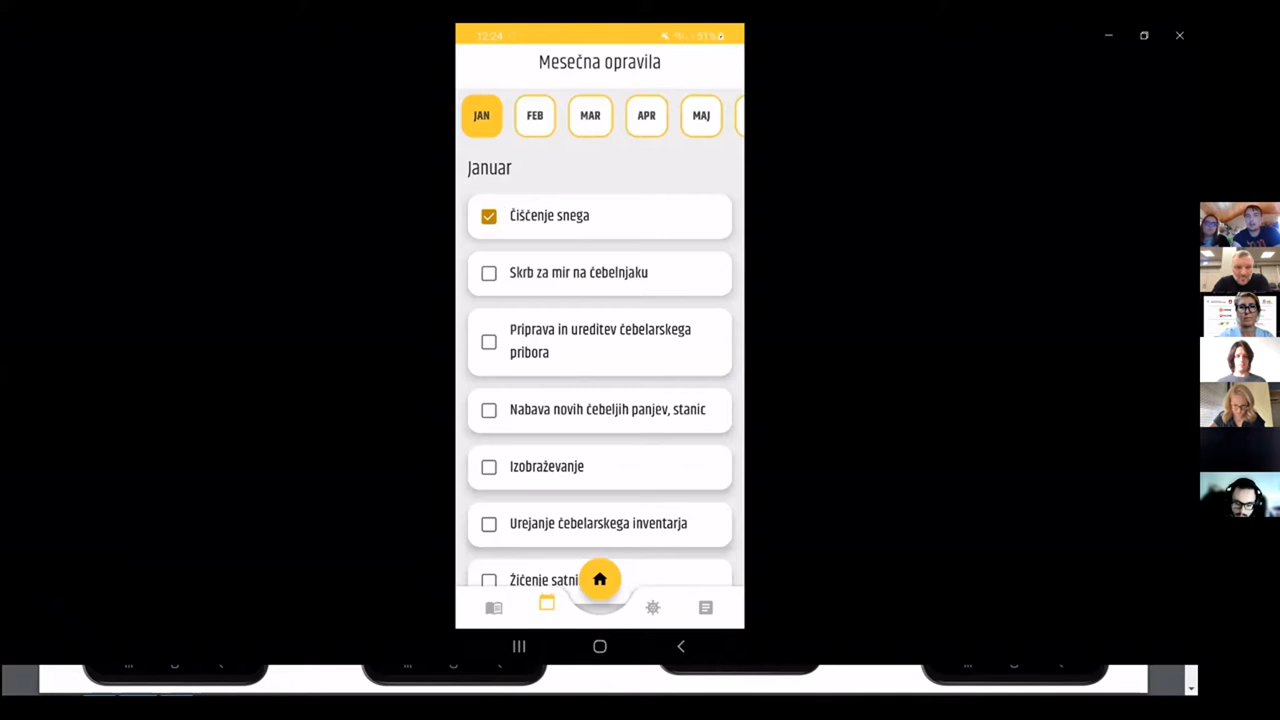 12:24
51%
Mesečna opravila
JAN
FEB
MAR
APR
MAJ
Januar
Čiščenje snega
Skrb za mir na čebelnjaku
Priprava in ureditev čebelarskega
pribora
Nabava novih čebeljih panjev, stanic
Izobraževanje
Urejanje čebelarskega inventarja
Žičenje satni